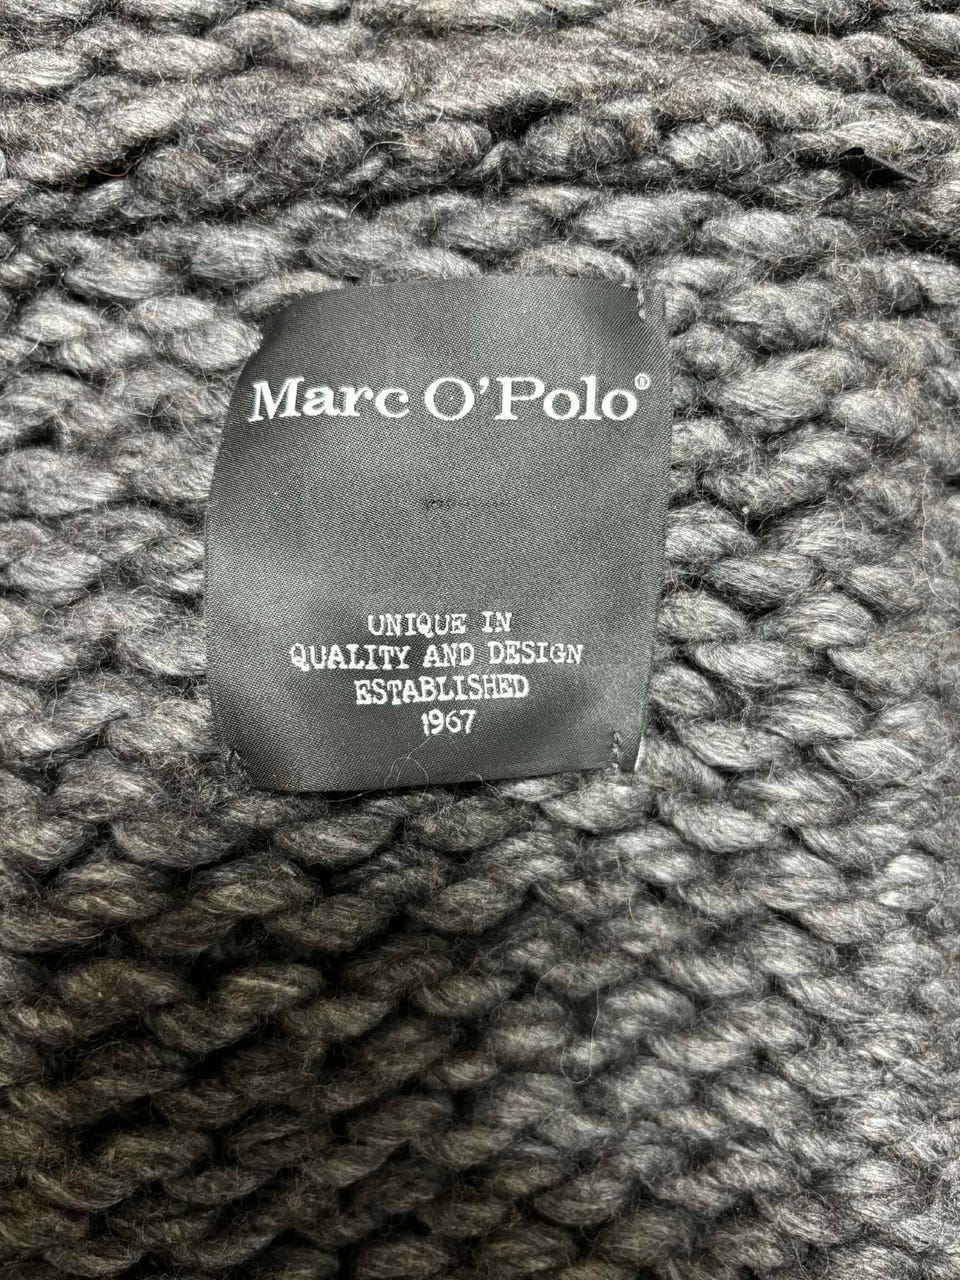 Marc O'Polo®
UNIQUE IN
QUALITY AND DESIGN
ESTABLISHED
1967